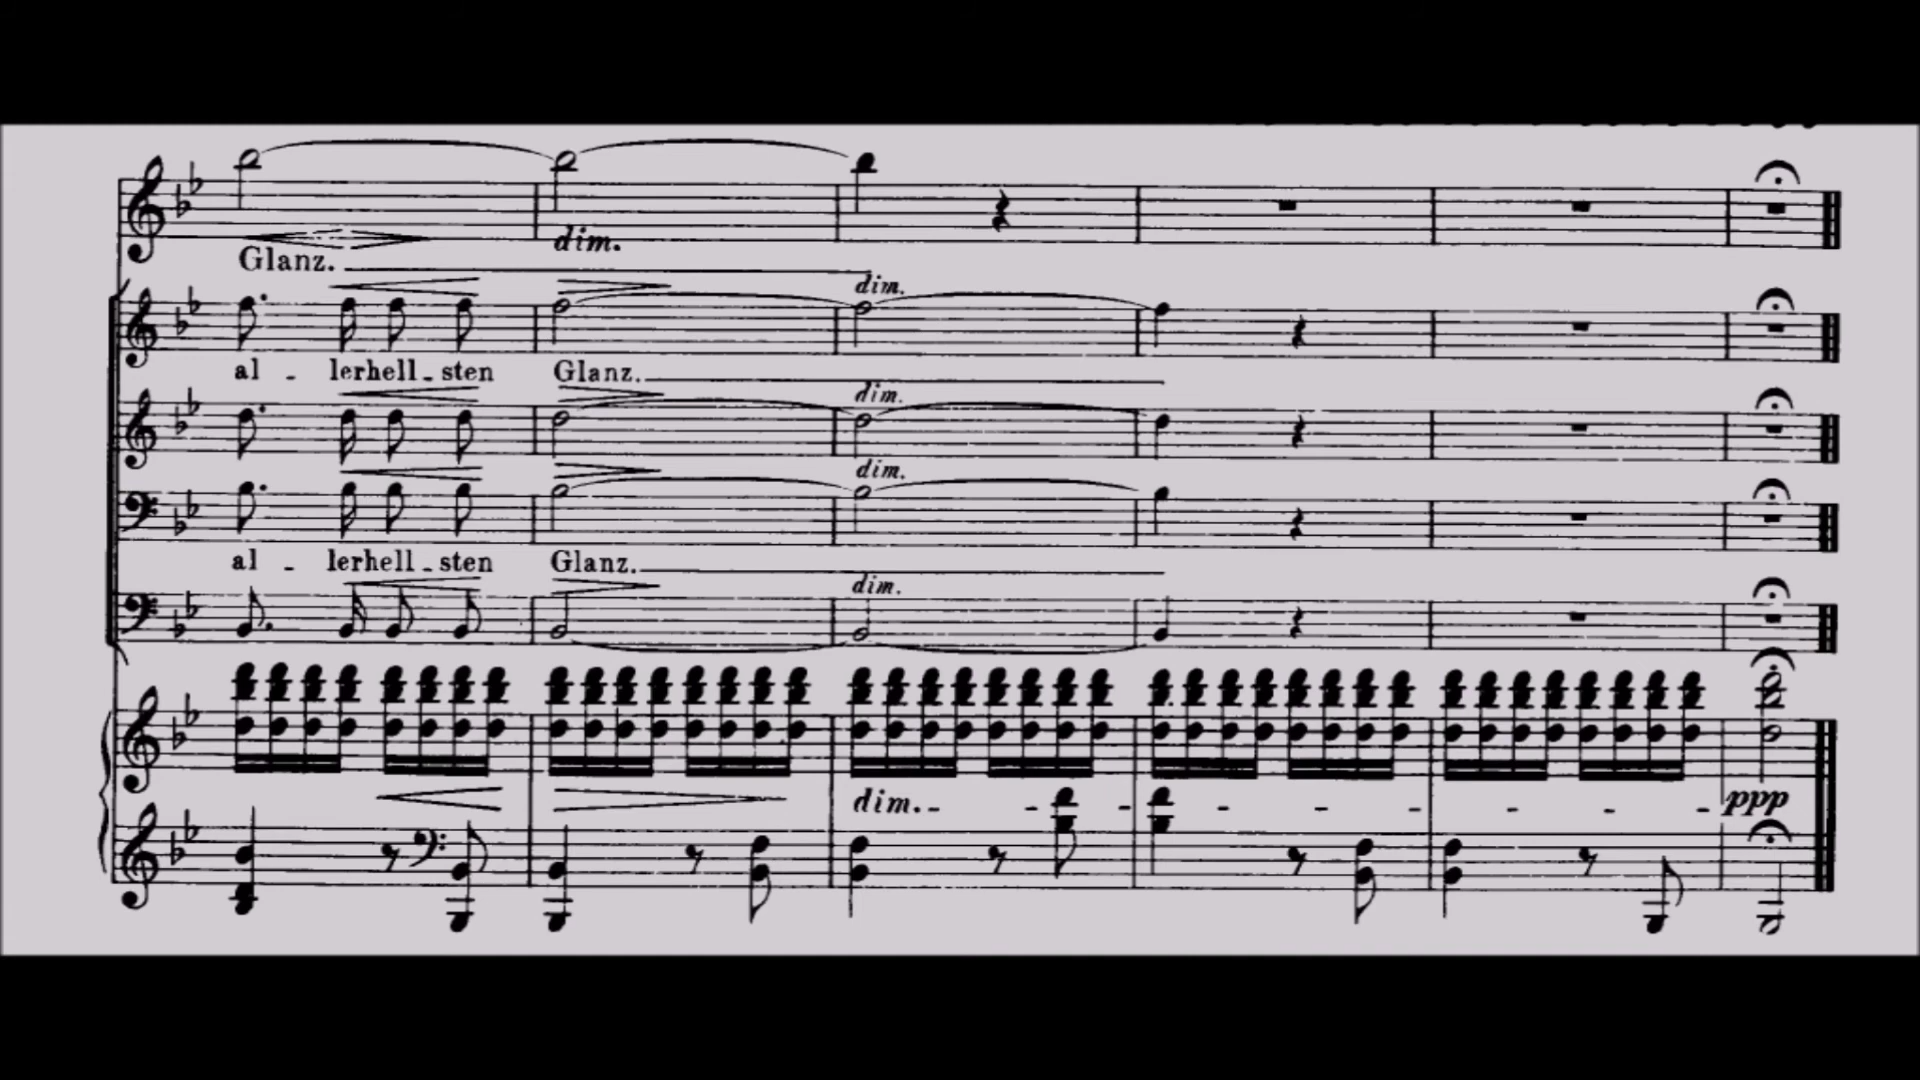 dim.
Glanz.
dim.
al - lerhell - sten Glanz.
dim.
dim.
al - lerhell - sten Glanz.
dim.
dim. - - - - - - - - ppp